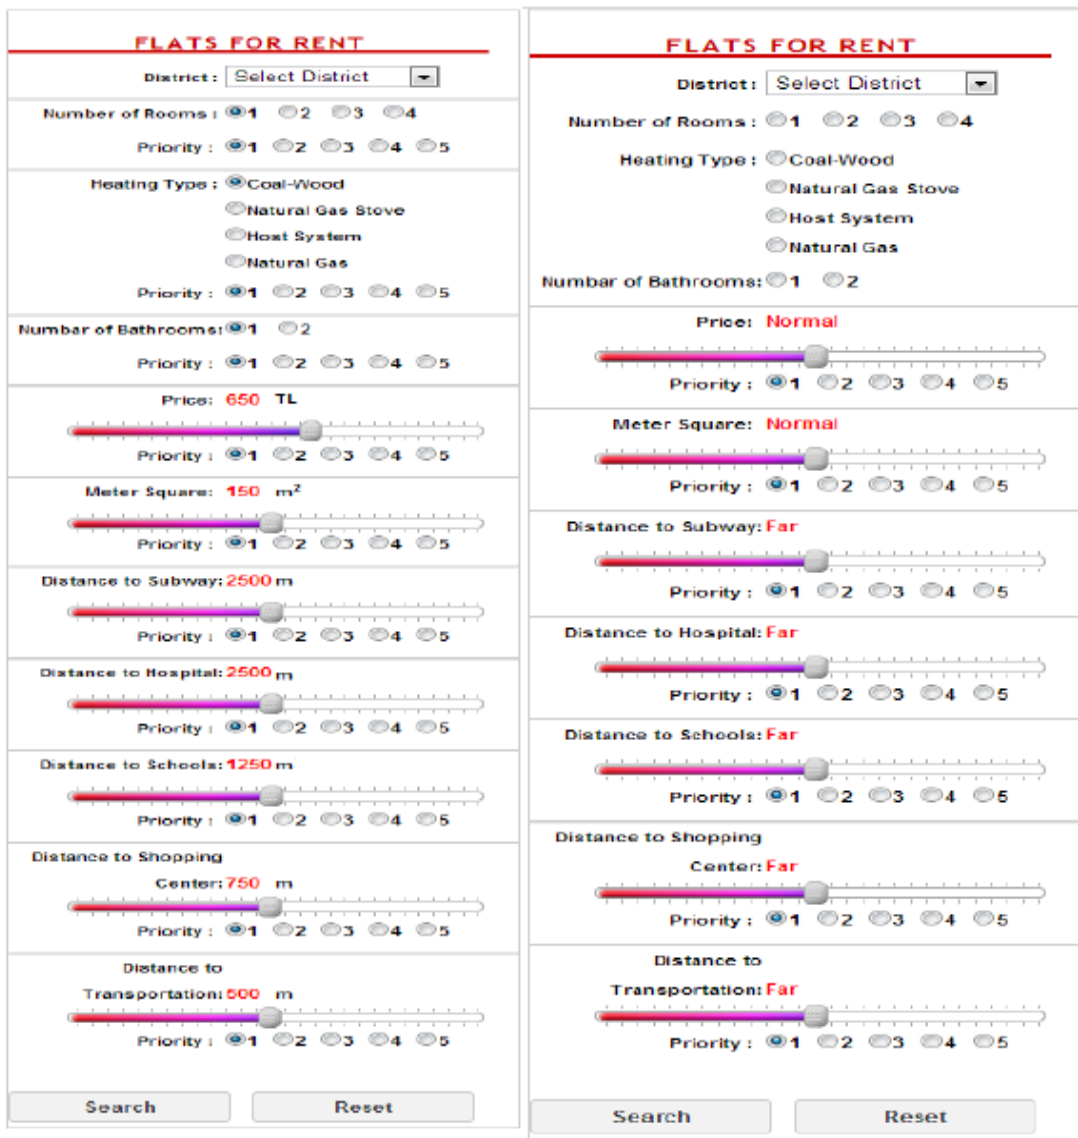 FLATS FOR RENT
District : Select District
Number of Rooms : 1 2 3 4
Priority : 1 2 3 4 5
Heating Type : Coal-Wood
Natural Gas Stove
Host System
Natural Gas
Priority : 1 2 3 4 5
Numbar of Bathrooms: 1 2
Priority : 1 2 3 4 5
Price: 650 TL
Priority : 1 2 3 4 5
Meter Square: 150 m²
Priority : 1 2 3 4 5
Distance to Subway: 2500 m
Priority : 1 2 3 4 5
Distance to Hospital: 2500 m
Priority : 1 2 3 4 5
Distance to Schools: 1250 m
Priority : 1 2 3 4 5
Distance to Shopping
Center: 750 m
Priority : 1 2 3 4 5
Distance to
Transportation: 500 m
Priority : 1 2 3 4 5
Search Reset
FLATS FOR RENT
District : Select District
Number of Rooms : 1 2 3 4
Heating Type : Coal-Wood
Natural Gas Stove
Host System
Natural Gas
Numbar of Bathrooms: 1 2
Price: Normal
Priority : 1 2 3 4 5
Meter Square: Normal
Priority : 1 2 3 4 5
Distance to Subway: Far
Priority : 1 2 3 4 5
Distance to Hospital: Far
Priority : 1 2 3 4 5
Distance to Schools: Far
Priority : 1 2 3 4 5
Distance to Shopping
Center: Far
Priority : 1 2 3 4 5
Distance to
Transportation: Far
Priority : 1 2 3 4 5
Search Reset